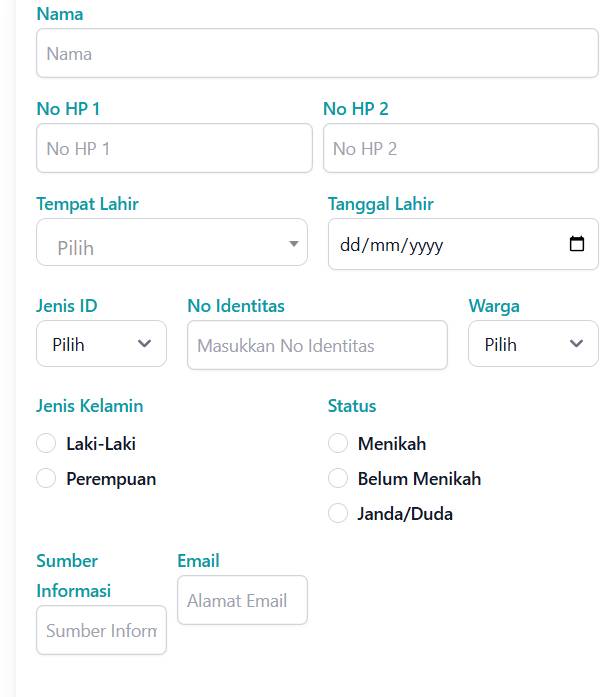 Nama
Nama
No HP 1
No HP 2
No HP 1
No HP 2
Tempat Lahir
Tanggal Lahir
Pilih
dd/mm/yyyy
Jenis ID
No Identitas
Warga
Pilih
Masukkan No Identitas
Pilih
Jenis Kelamin
Status
Laki-Laki
Menikah
Perempuan
Belum Menikah
Janda/Duda
Sumber
Informasi
Email
Alamat Email
Sumber Inforn